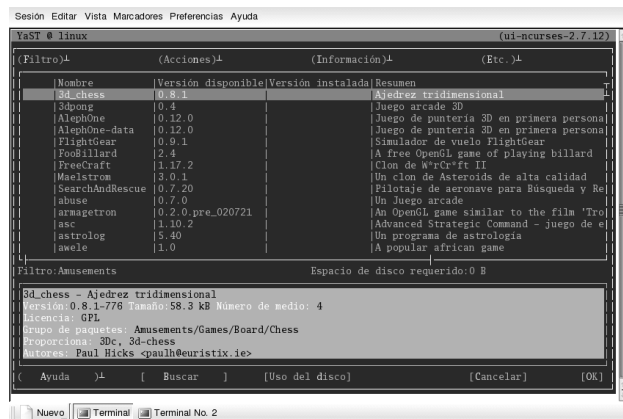 Sesión Editar Vista Marcadores Preferencias Ayuda
YaST @ linux (ui-ncurses-2.7.12)
(Filtro)┴ (Acciones)┴ (Información)┴ (Etc.)┴
|Nombre |Versión disponible|Versión instalada|Resumen
|3d_chess |0.8.1 | |Ajedrez tridimensional
|3dpong |0.4 | |Juego arcade 3D
|AlephOne |0.12.0 | |Juego de puntería 3D en primera persona
|AlephOne-data |0.12.0 | |Juego de puntería 3D en primera persona
|FlightGear |0.9.1 | |Simulador de vuelo FlightGear
|FooBillard |2.4 | |A free OpenGL game of playing billard
|FreeCraft |1.17.2 | |Clon de W*rCr*ft II
|Maelstrom |3.0.1 | |Un clon de Asteroids de alta calidad
|SearchAndRescue |0.7.20 | |Pilotaje de aeronave para Búsqueda y Re
|abuse |0.7.0 | |Un Juego arcade
|armagetron |0.2.0.pre_020721 | |An OpenGL game similar to the film 'Tro
|asc |1.10.2 | |Advanced Strategic Command - juego de e
|astrolog |5.40 | |Un programa de astrología
|awele |1.0 | |A popular african game
Filtro:Amusements Espacio de disco requerido:0 B
3d_chess - Ajedrez tridimensional
Versión:0.8.1-776 Tamaño:58.3 kB Número de medio: 4
Licencia: GPL
Grupo de paquetes: Amusements/Games/Board/Chess
Proporciona: 3Dc, 3d-chess
Autores: Paul Hicks <paulh@euristix.ie>
( Ayuda )┴ [ Buscar ] [Uso del disco] [Cancelar] [OK]
Nuevo Terminal Terminal No. 2